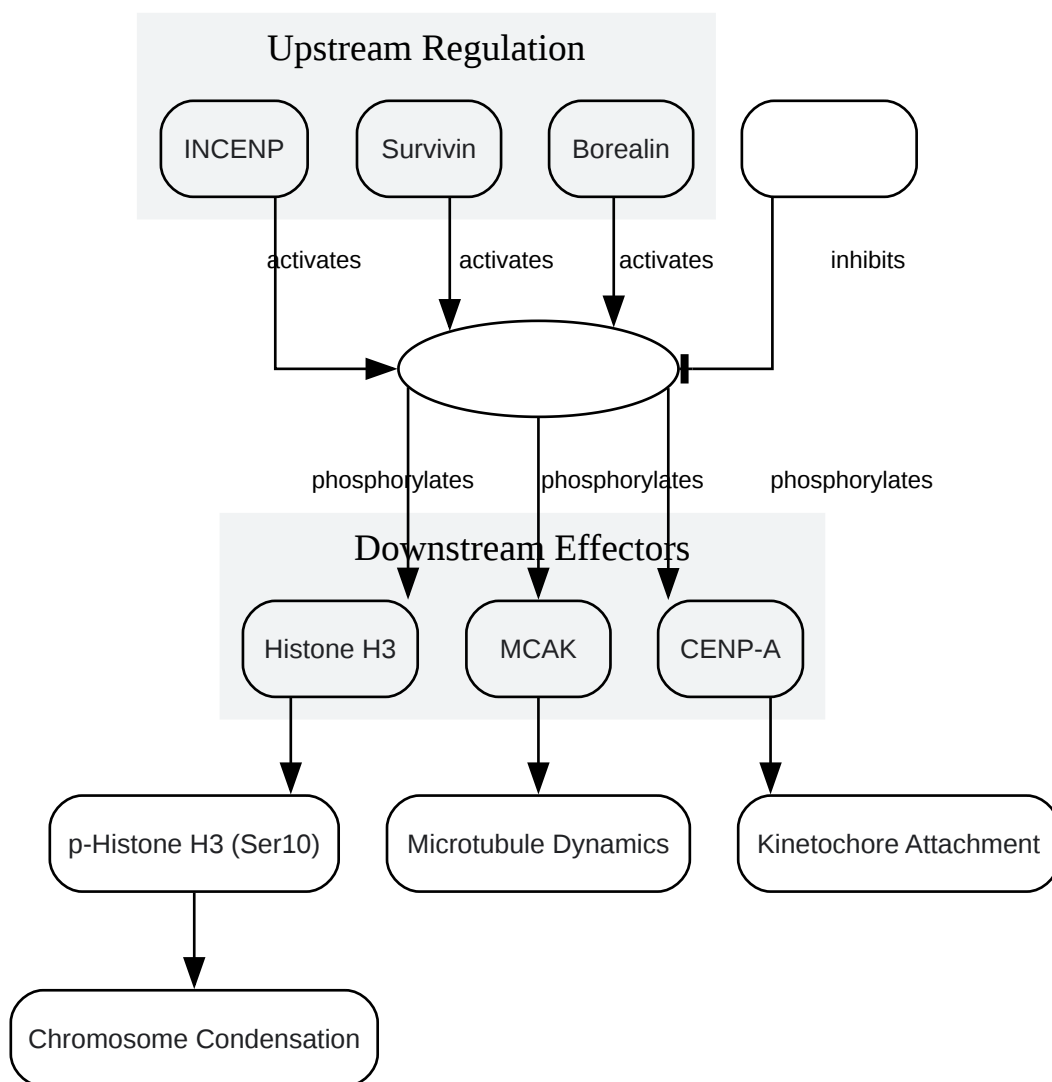 Upstream Regulation
INCENP
Survivin
Borealin
activates
activates
activates
inhibits
phosphorylates
phosphorylates
phosphorylates
Downstream Effectors
Histone H3
MCAK
CENP-A
p-Histone H3 (Ser10)
Microtubule Dynamics
Kinetochore Attachment
Chromosome Condensation